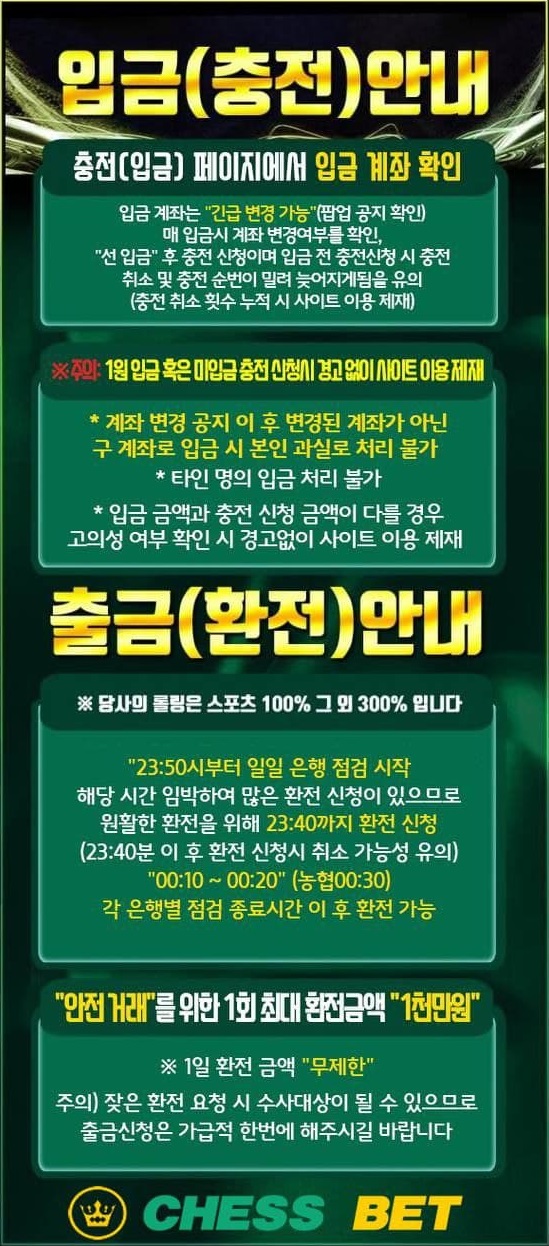 입금(충전)안내
충전(입금) 페이지에서 입금 계좌 확인
입금 계좌는 "긴급 변경 가능"(팝업 공지 확인)
매 입금시 계좌 변경여부를 확인,
"선 입금" 후 충전 신청이며 입금 전 충전신청 시 충전
취소 및 충전 순번이 밀려 늦어지게됨을 유의
(충전 취소 횟수 누적 시 사이트 이용 제재)
※주의: 1원 입금 혹은 미입금 충전 신청시 경고 없이 사이트 이용 제재
* 계좌 변경 공지 이 후 변경된 계좌가 아닌
구 계좌로 입금 시 본인 과실로 처리 불가
* 타인 명의 입금 처리 불가
* 입금 금액과 충전 신청 금액이 다를 경우
고의성 여부 확인 시 경고없이 사이트 이용 제재
출금(환전)안내
※ 당사의 롤링은 스포츠 100% 그 외 300% 입니다
"23:50시부터 일일 은행 점검 시작
해당 시간 임박하여 많은 환전 신청이 있으므로
원활한 환전을 위해 23:40까지 환전 신청
(23:40분 이 후 환전 신청시 취소 가능성 유의)
"00:10 ~ 00:20" (농협00:30)
각 은행별 점검 종료시간 이 후 환전 가능
"안전 거래"를 위한 1회 최대 환전금액 "1천만원"
※ 1일 환전 금액 "무제한"
주의) 잦은 환전 요청 시 수사대상이 될 수 있으므로
출금신청은 가급적 한번에 해주시길 바랍니다
CHESS BET